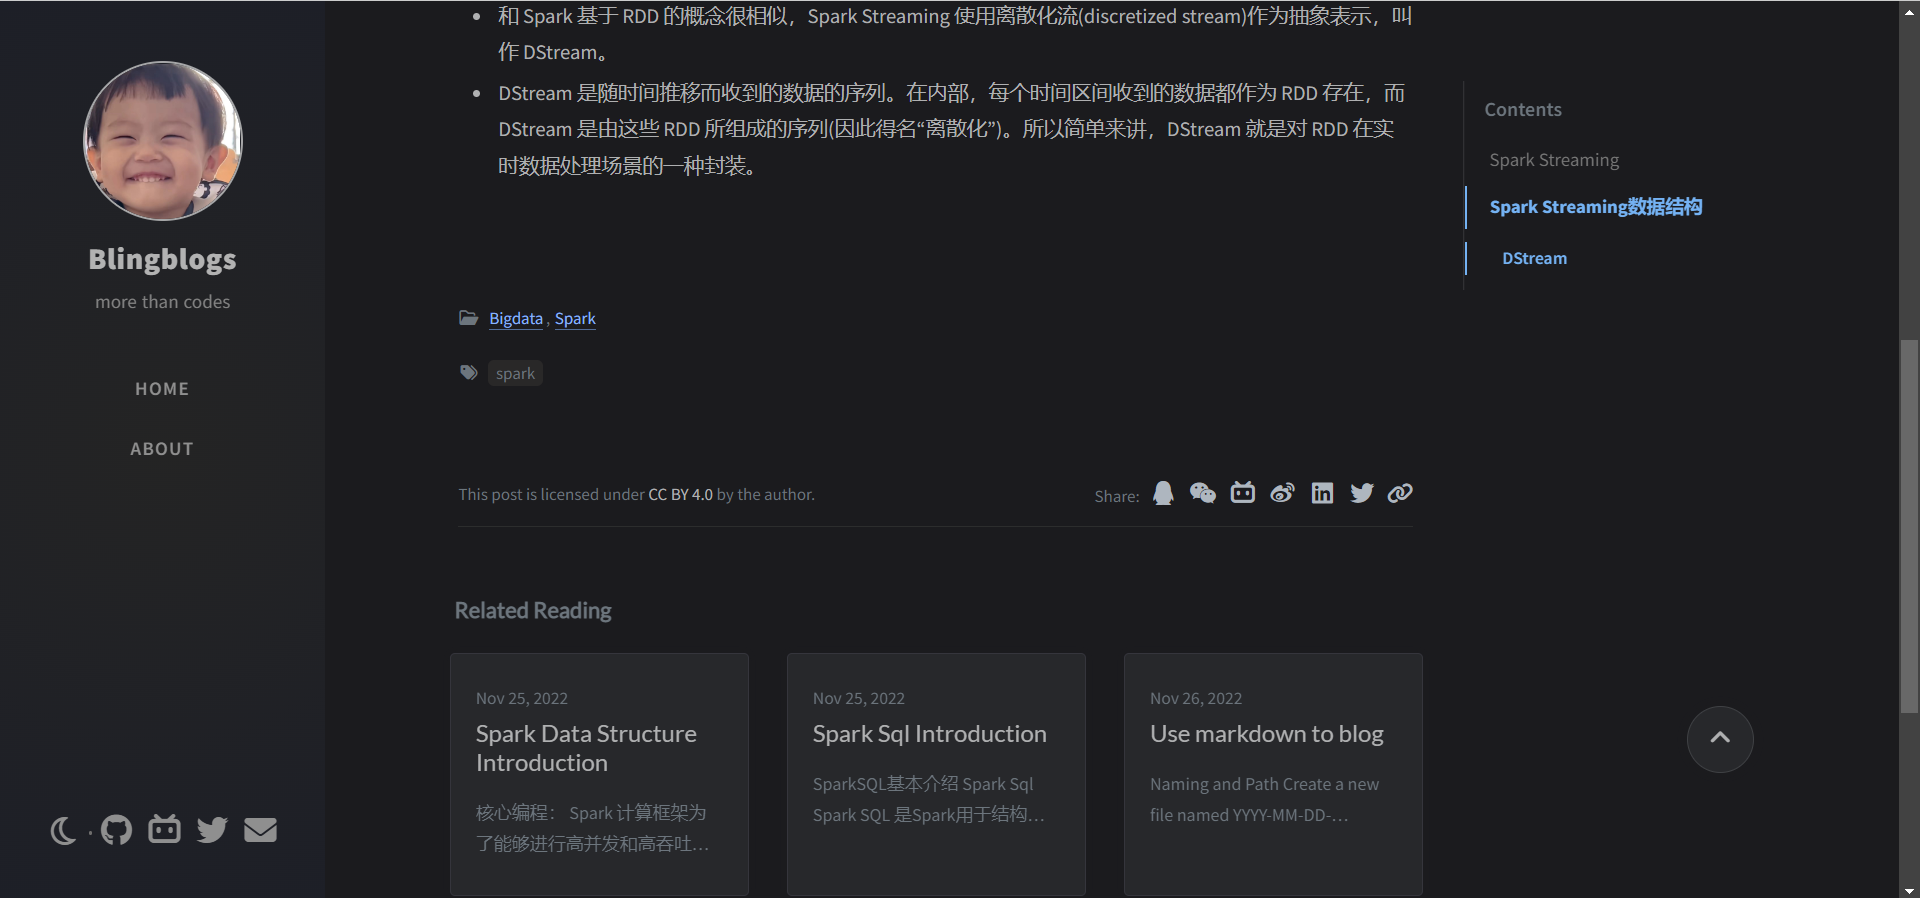 和 Spark 基于 RDD 的概念很相似，Spark Streaming 使用离散化流(discretized stream)作为抽象表示，叫
作 DStream。
DStream 是随时间推移而收到的数据的序列。在内部，每个时间区间收到的数据都作为 RDD 存在，而
DStream 是由这些 RDD 所组成的序列(因此得名“离散化”)。所以简单来讲，DStream 就是对 RDD 在实
时数据处理场景的一种封装。
Contents
Spark Streaming
Spark Streaming数据结构
DStream
Blingblogs
more than codes
HOME
ABOUT
Bigdata , Spark
spark
This post is licensed under CC BY 4.0 by the author.
Share:
Related Reading
Nov 25, 2022
Spark Data Structure
Introduction
核心编程： Spark 计算框架为
了能够进行高并发和高吞吐...
Nov 25, 2022
Spark Sql Introduction
SparkSQL基本介绍 Spark Sql
Spark SQL 是Spark用于结构...
Nov 26, 2022
Use markdown to blog
Naming and Path Create a new
file named YYYY-MM-DD-...